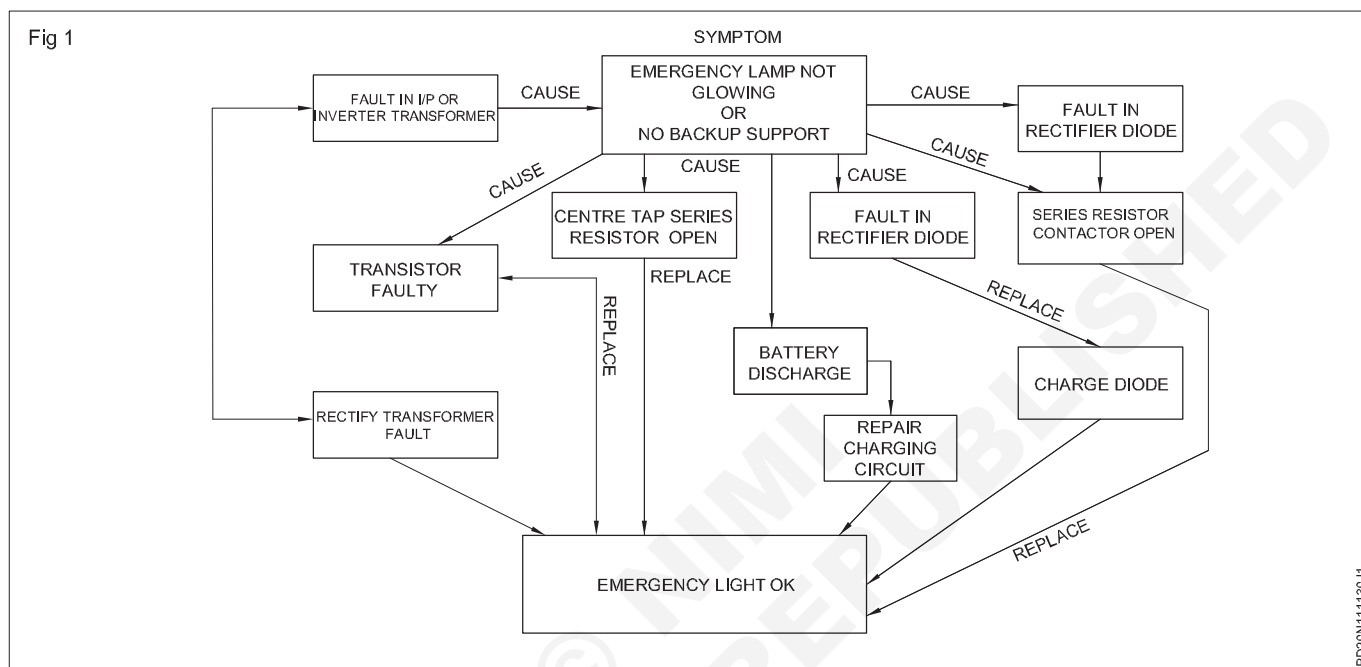 Fig 1
SYMPTOM
EMERGENCY LAMP NOT
GLOWING
OR
NO BACKUP SUPPORT
FAULT IN I/P OR
INVERTER TRANSFORMER
CAUSE
CAUSE
FAULT IN
RECTIFIER DIODE
CAUSE
CAUSE
CAUSE
CAUSE
CENTRE TAP SERIES
RESISTOR OPEN
FAULT IN
RECTIFIER DIODE
SERIES RESISTOR
CONTACTOR OPEN
TRANSISTOR
FAULTY
REPLACE
REPLACE
REPLACE
BATTERY
DISCHARGE
CHARGE DIODE
RECTIFY TRANSFORMER
FAULT
REPAIR
CHARGING
CIRCUIT
REPLACE
EMERGENCY LIGHT OK
© NIMI
REPUBLISHED